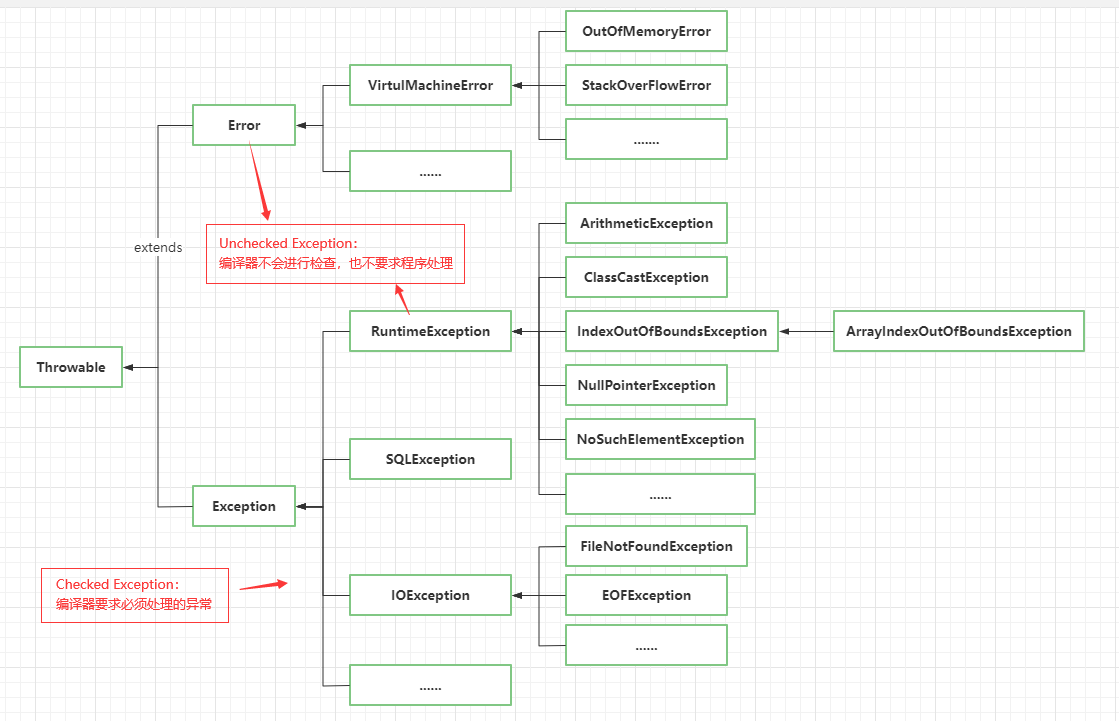 OutOfMemoryError
VirtulMachineError
StackOverFlowError
Error
.......
......
extends
Unchecked Exception：
编译器不会进行检查，也不要求程序处理
ArithmeticException
ClassCastException
RuntimeException
IndexOutOfBoundsException
ArrayIndexOutOfBoundsException
Throwable
NullPointerException
NoSuchElementException
SQLException
......
Exception
FileNotFoundException
Checked Exception：
编译器要求必须处理的异常
IOException
EOFException
......
......